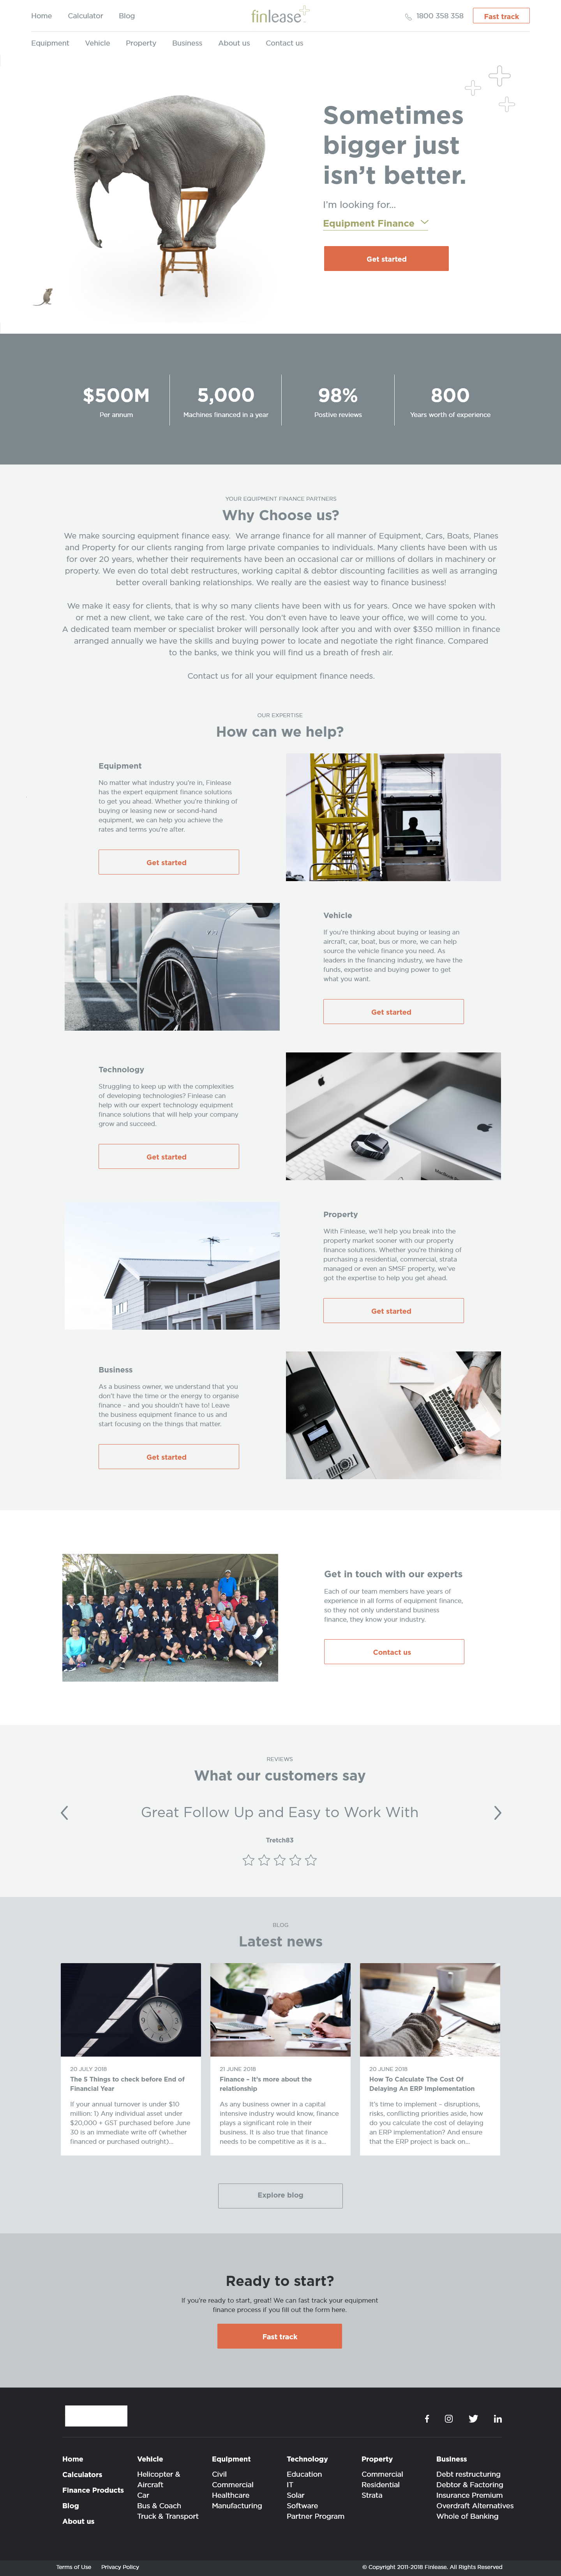 Home Calculator Blog
finlease
1800 358 358
Fast track
Equipment Vehicle Property Business About us Contact us
Sometimes
bigger just
isn't better.
I'm looking for...
Equipment Finance
Get started
$500M
Per annum
5,000
Machines financed in a year
98%
Postive reviews
800
Years worth of experience
YOUR EQUIPMENT FINANCE PARTNERS
Why Choose us?
We make sourcing equipment finance easy. We arrange finance for all manner of Equipment, Cars, Boats, Planes
and Property for our clients ranging from large private companies to individuals. Many clients have been with us
for over 20 years, whether their requirements have been an occasional car or millions of dollars in machinery or
property. We even do total debt restructures, working capital & debtor discounting facilities as well as arranging
better overall banking relationships. We really are the easiest way to finance business!
We make it easy for clients, that is why so many clients have been with us for years. Once we have spoken with
or met a new client, we take care of the rest. You don't even have to leave your office, we will come to you.
A dedicated team member or specialist broker will personally look after you and with over $350 million in finance
arranged annually we have the skills and buying power to locate and negotiate the right finance. Compared
to the banks, we think you will find us a breath of fresh air.
Contact us for all your equipment finance needs.
OUR EXPERTISE
How can we help?
Equipment
No matter what industry you're in, Finlease
has the expert equipment finance solutions
to get you ahead. Whether you're thinking of
buying or leasing new or second-hand
equipment, we can help you achieve the
rates and terms you're after.
Get started
Vehicle
If you're thinking about buying or leasing an
aircraft, car, boat, bus or more, we can help
source the vehicle finance you need. As
leaders in the financing industry, we have the
funds, expertise and buying power to get
what you want.
Get started
Technology
Struggling to keep up with the complexities
of developing technologies? Finlease can
help with our expert technology equipment
finance solutions that will help your company
grow and succeed.
Get started
Property
With Finlease, we'll help you break into the
property market sooner with our property
finance solutions. Whether you're thinking of
purchasing a residential, commercial, strata
managed or even an SMSF property, we've
got the expertise to help you get ahead.
Get started
Business
As a business owner, we understand that you
don't have the time or the energy to organise
finance – and you shouldn't have to! Leave
the business equipment finance to us and
start focusing on the things that matter.
Get started
Get in touch with our experts
Each of our team members have years of
experience in all forms of equipment finance,
so they not only understand business
finance, they know your industry.
Contact us
REVIEWS
What our customers say
Great Follow Up and Easy to Work With
Tretch83
BLOG
Latest news
20 JULY 2018
The 5 Things to check before End of
Financial Year
If your annual turnover is under $10
million: 1) Any individual asset under
$20,000 + GST purchased before June
30 is an immediate write off (whether
financed or purchased outright)...
21 JUNE 2018
Finance – It's more about the
relationship
As any business owner in a capital
intensive industry would know, finance
plays a significant role in their
business. It is also true that finance
needs to be competitive as it is a...
20 JUNE 2018
How To Calculate The Cost Of
Delaying An ERP Implementation
It's time to implement – disruptions,
risks, conflicting priorities aside, how
do you calculate the cost of delaying
an ERP implementation? And ensure
that the ERP project is back on...
Explore blog
Ready to start?
If you're ready to start, great! We can fast track your equipment
finance process if you fill out the form here.
Fast track
Home
Calculators
Finance Products
Blog
About us
Vehicle
Helicopter &
Aircraft
Car
Bus & Coach
Truck & Transport
Equipment
Civil
Commercial
Healthcare
Manufacturing
Technology
Education
IT
Solar
Software
Partner Program
Property
Commercial
Residential
Strata
Business
Debt restructuring
Debtor & Factoring
Insurance Premium
Overdraft Alternatives
Whole of Banking
Terms of Use Privacy Policy
© Copyright 2011-2018 Finlease. All Rights Reserved